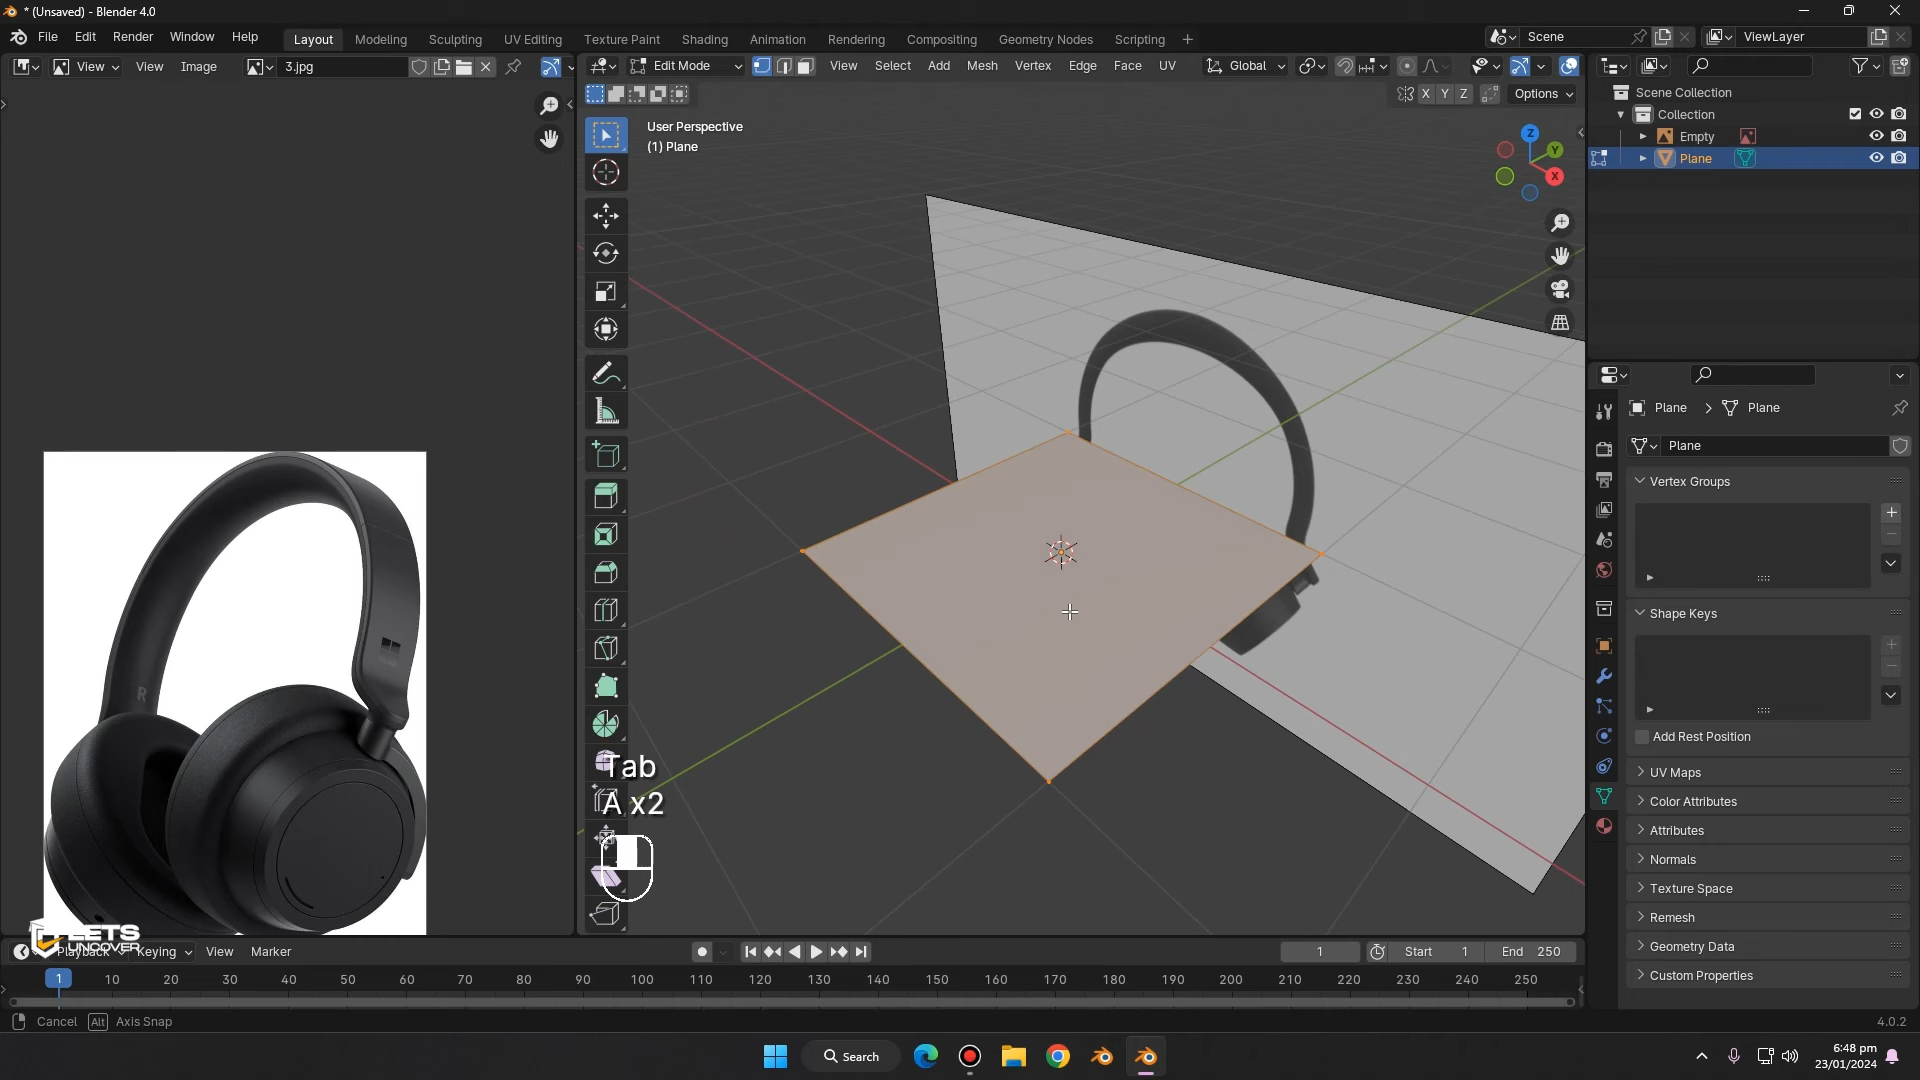 * (Unsaved) - Blender 4.0
File Edit Render Window Help
Layout Modeling Sculpting UV Editing Texture Paint Shading Animation Rendering Compositing Geometry Nodes Scripting +
Scene ViewLayer
View View Image 3.jpg
Edit Mode View Select Add Mesh Vertex Edge Face UV Global
X Y Z Options
User Perspective
(1) Plane
Z
Y
X
Scene Collection
Collection
Empty
Plane
Plane > Plane
Plane
Vertex Groups
Shape Keys
Add Rest Position
UV Maps
Color Attributes
Attributes
Normals
Texture Space
Remesh
Geometry Data
Custom Properties
R
Tab
A x2
LETS
UNCOVER
Playback Keying View Marker
1 Start 1 End 250
1 10 20 30 40 50 60 70 80 90 100 110 120 130 140 150 160 170 180 190 200 210 220 230 240 250
Cancel Alt Axis Snap
4.0.2
Search
6:48 pm
23/01/2024